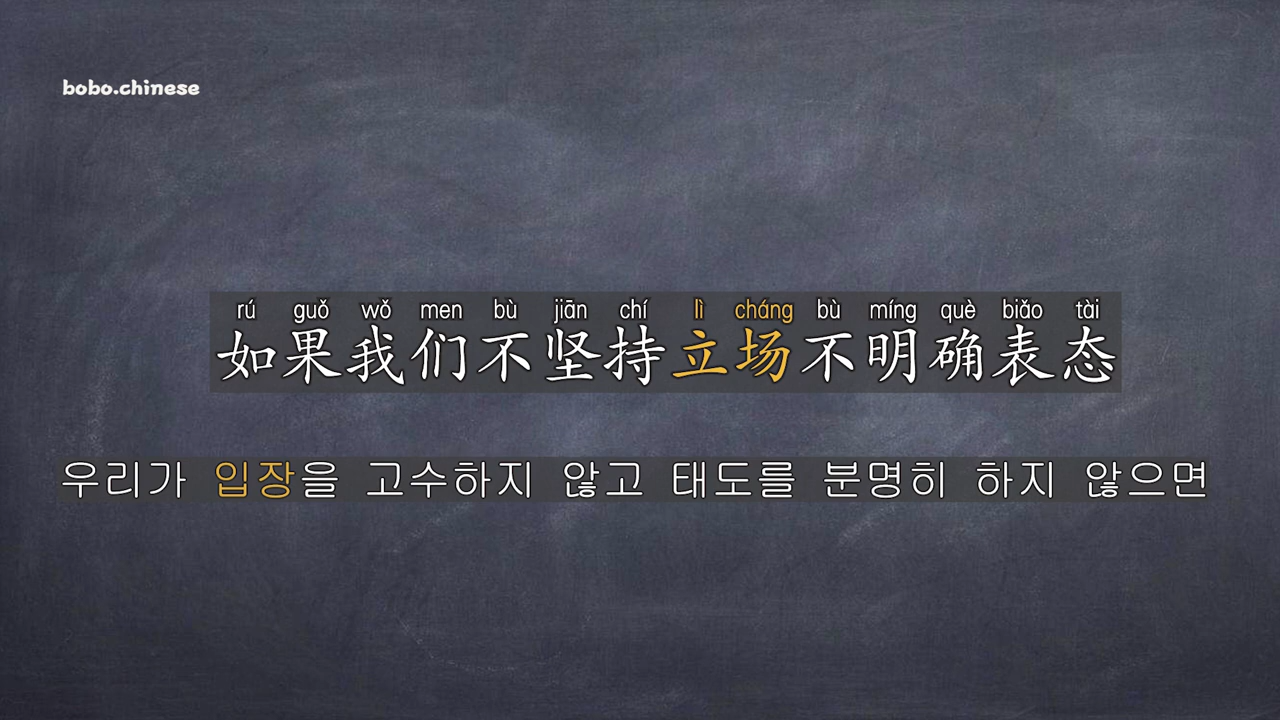 bobo.chinese
rú guǒ wǒ men bù jiān chí lì cháng bù míng què biǎo tài
如果我们不坚持立场不明确表态
우리가 입장을 고수하지 않고 태도를 분명히 하지 않으면